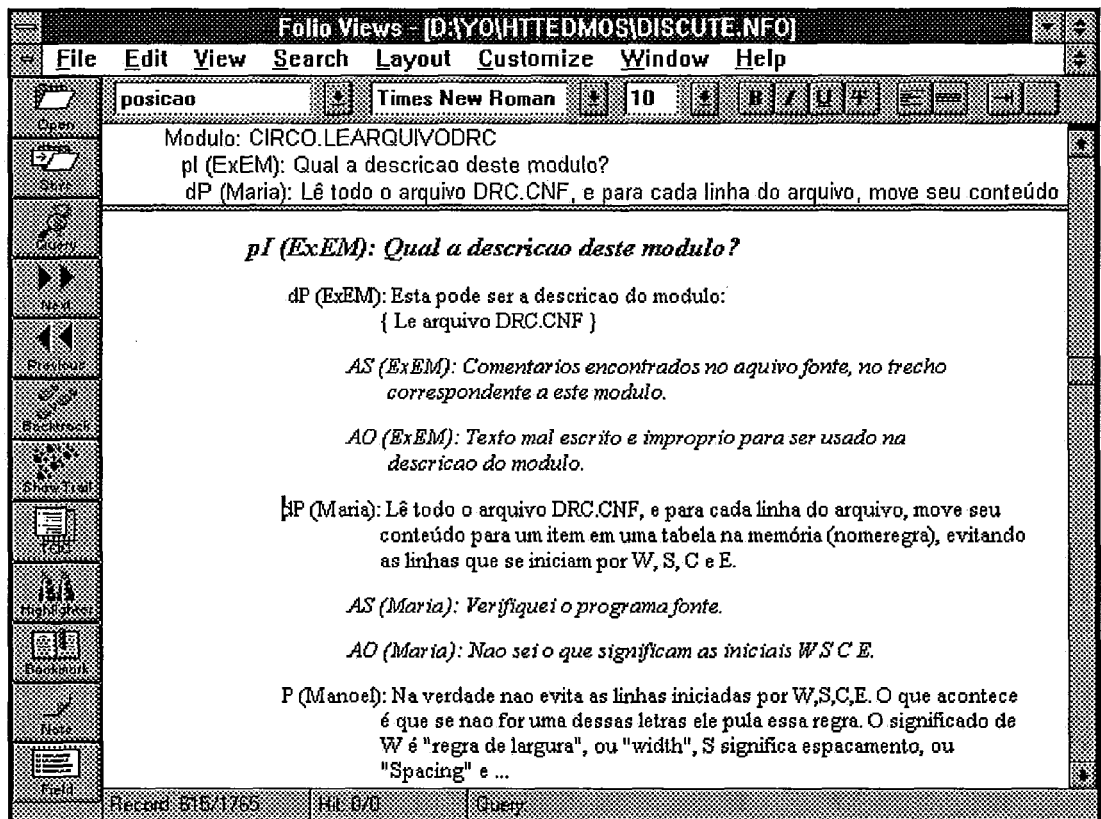 Folio Views - [D:\YO\HTTEDMOS\DISCUTE.NFO]
File Edit View Search Layout Customize Window Help
posicao Times New Roman 10 B I U
Open
Modulo: CIRCO.LEARQUIVODRC
pI (ExEM): Qual a descricao deste modulo?
dP (Maria): Lê todo o arquivo DRC.CNF, e para cada linha do arquivo, move seu conteúdo
Query
Next
Previous
Backtrack
Show Trail
Highlighter
Bookmark
Note
Field
pI (ExEM): Qual a descricao deste modulo?
dP (ExEM): Esta pode ser a descricao do modulo:
{ Le arquivo DRC.CNF }
AS (ExEM): Comentarios encontrados no aquivo fonte, no trecho
correspondente a este modulo.
AO (ExEM): Texto mal escrito e improprio para ser usado na
descricao do modulo.
dP (Maria): Lê todo o arquivo DRC.CNF, e para cada linha do arquivo, move seu
conteúdo para um item em uma tabela na memória (nomeregra), evitando
as linhas que se iniciam por W, S, C e E.
AS (Maria): Verifiquei o programa fonte.
AO (Maria): Nao sei o que significam as iniciais W S C E.
P (Manoel): Na verdade nao evita as linhas iniciadas por W,S,C,E. O que acontece
é que se nao for uma dessas letras ele pula essa regra. O significado de
W é "regra de largura", ou "width", S significa espacamento, ou
"Spacing" e ...
Record: 615/1765 Hit: 0/0 Query: